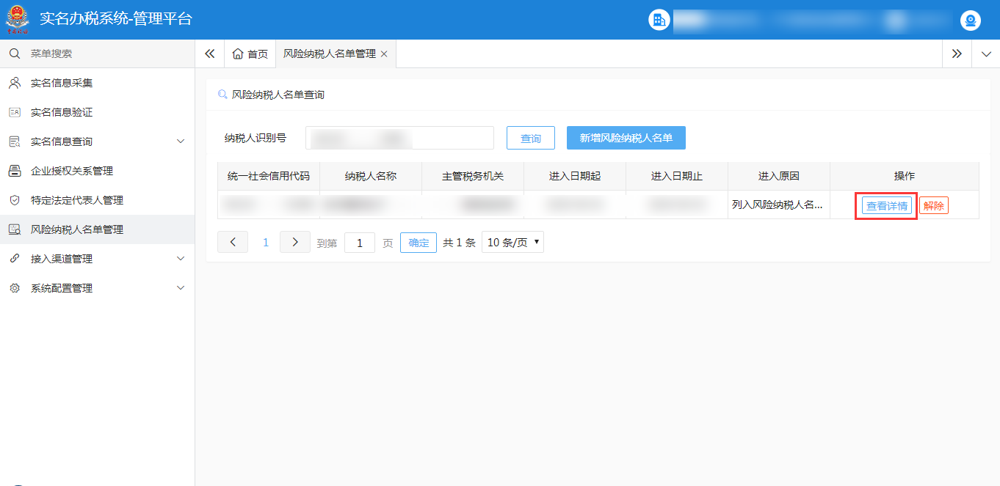 实名办税系统-管理平台
菜单搜索
首页
风险纳税人名单管理
实名信息采集
实名信息验证
实名信息查询
企业授权关系管理
特定法定代表人管理
风险纳税人名单管理
接入渠道管理
系统配置管理
风险纳税人名单查询
纳税人识别号
查询
新增风险纳税人名单
统一社会信用代码 纳税人名称 主管税务机关 进入日期起 进入日期止 进入原因 操作
列入风险纳税人名... 查看详情 解除
1 到第 1 页 确定 共 1 条 10 条/页